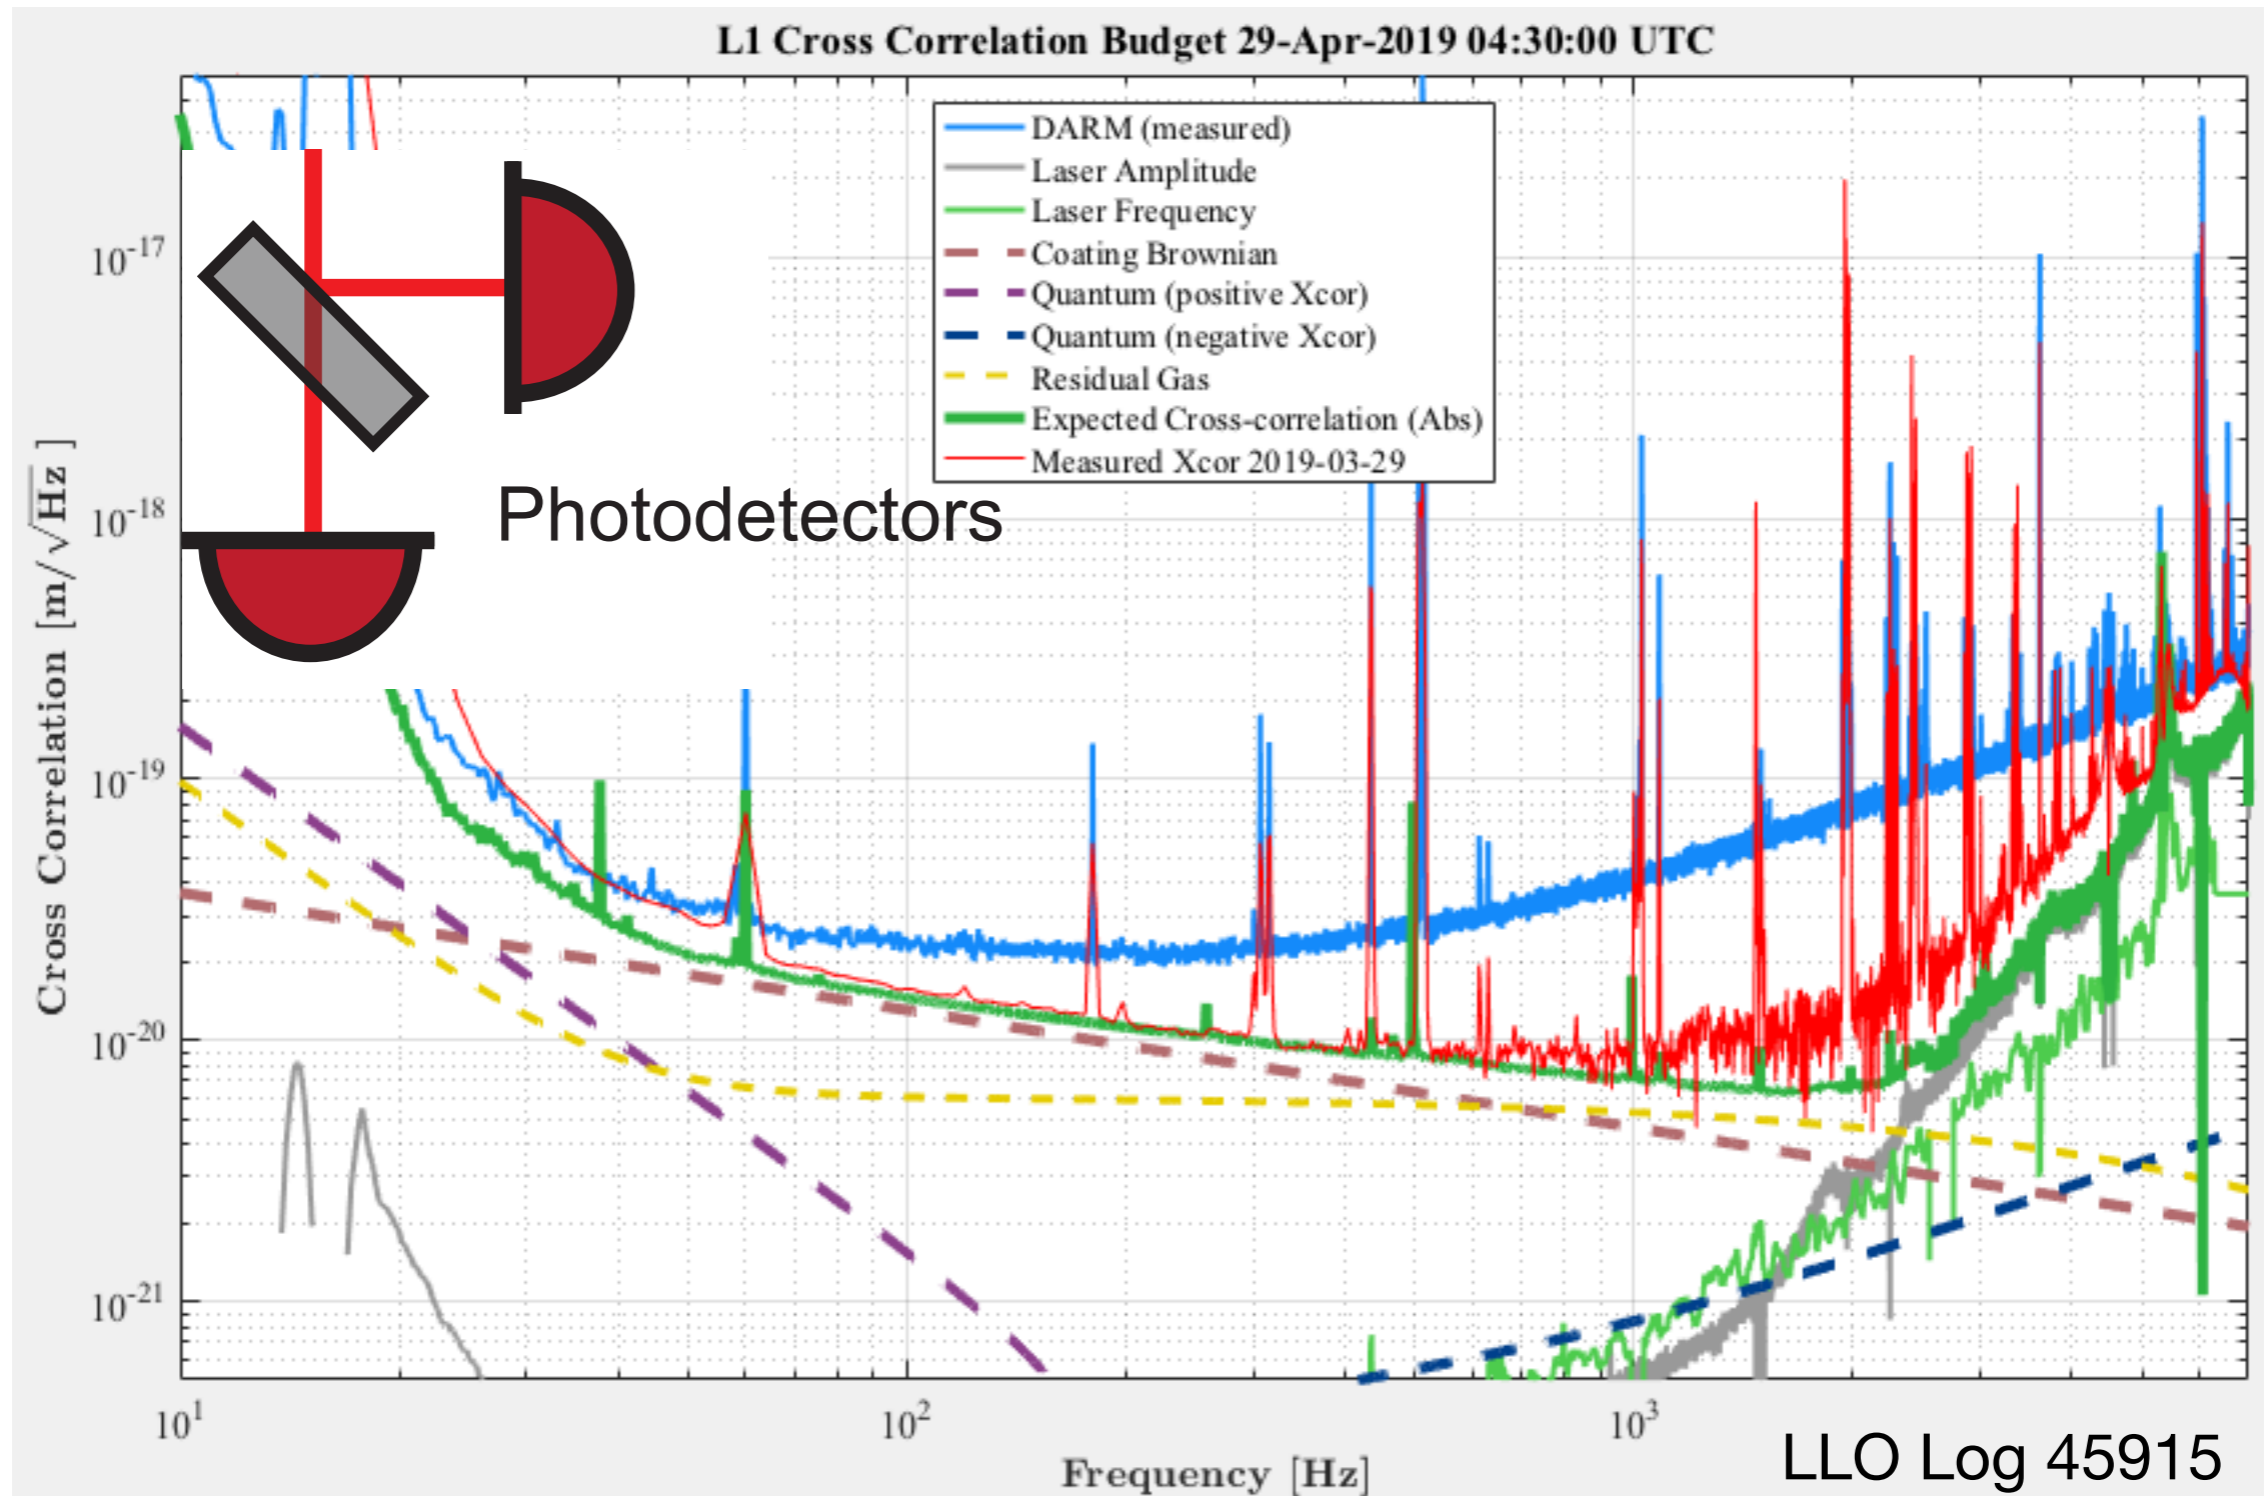 L1 Cross Correlation Budget 29-Apr-2019 04:30:00 UTC
DARM (measured)
Laser Amplitude
Laser Frequency
Coating Brownian
Quantum (positive Xcor)
Quantum (negative Xcor)
Residual Gas
Expected Cross-correlation (Abs)
Measured Xcor 2019-03-29
Photodetectors
Cross Correlation [m/√Hz ]
10⁻¹⁷
10⁻¹⁸
10⁻¹⁹
10⁻²⁰
10⁻²¹
10¹ 10² 10³
Frequency [Hz]
LLO Log 45915